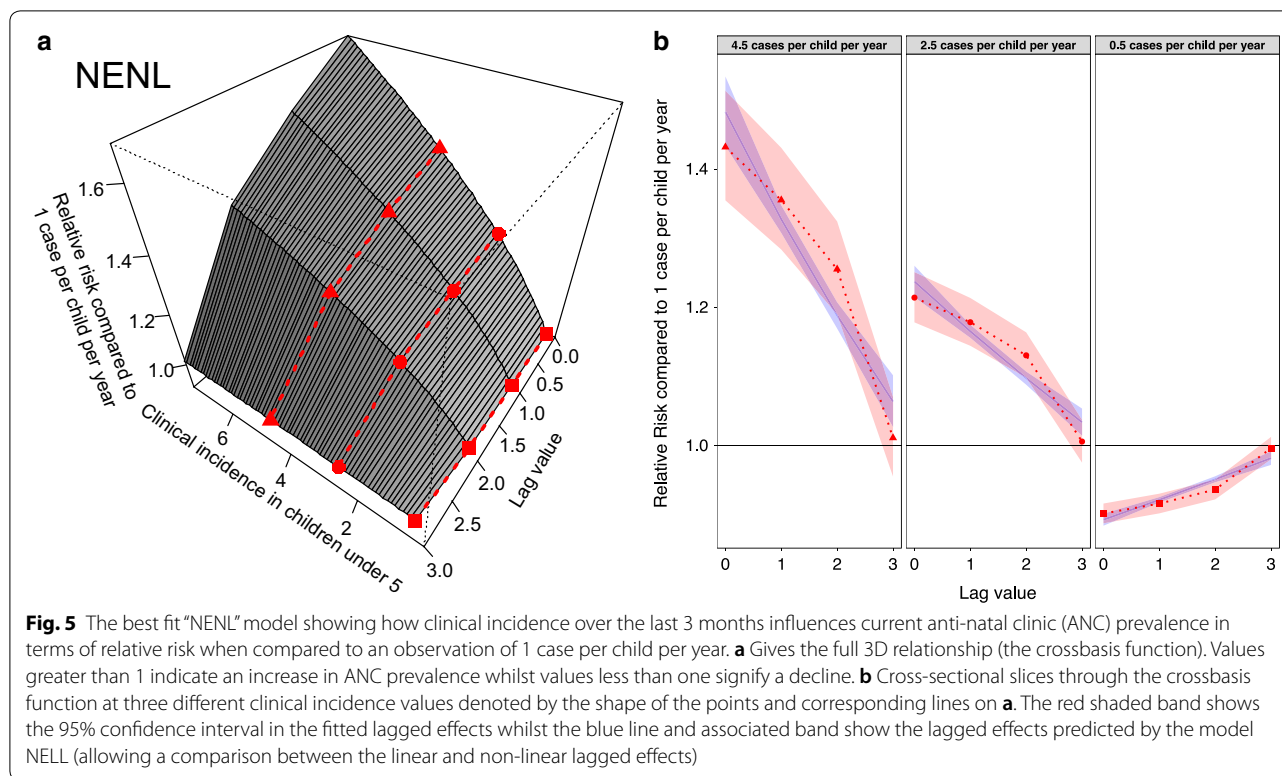 a
NENL
Relative risk compared to
1 case per child per year
1.6
1.4
1.2
1.0
Clinical incidence in children under 5
6
4
2
Lag value
0.0
0.5
1.0
1.5
2.0
2.5
3.0
b
4.5 cases per child per year
2.5 cases per child per year
0.5 cases per child per year
Relative Risk compared to 1 case per child per year
1.4
1.2
1.0
0 1 2 3
0 1 2 3
0 1 2 3
Lag value
Fig. 5 The best fit “NENL” model showing how clinical incidence over the last 3 months influences current anti-natal clinic (ANC) prevalence in
terms of relative risk when compared to an observation of 1 case per child per year. a Gives the full 3D relationship (the crossbasis function). Values
greater than 1 indicate an increase in ANC prevalence whilst values less than one signify a decline. b Cross-sectional slices through the crossbasis
function at three different clinical incidence values denoted by the shape of the points and corresponding lines on a. The red shaded band shows
the 95% confidence interval in the fitted lagged effects whilst the blue line and associated band show the lagged effects predicted by the model
NELL (allowing a comparison between the linear and non-linear lagged effects)